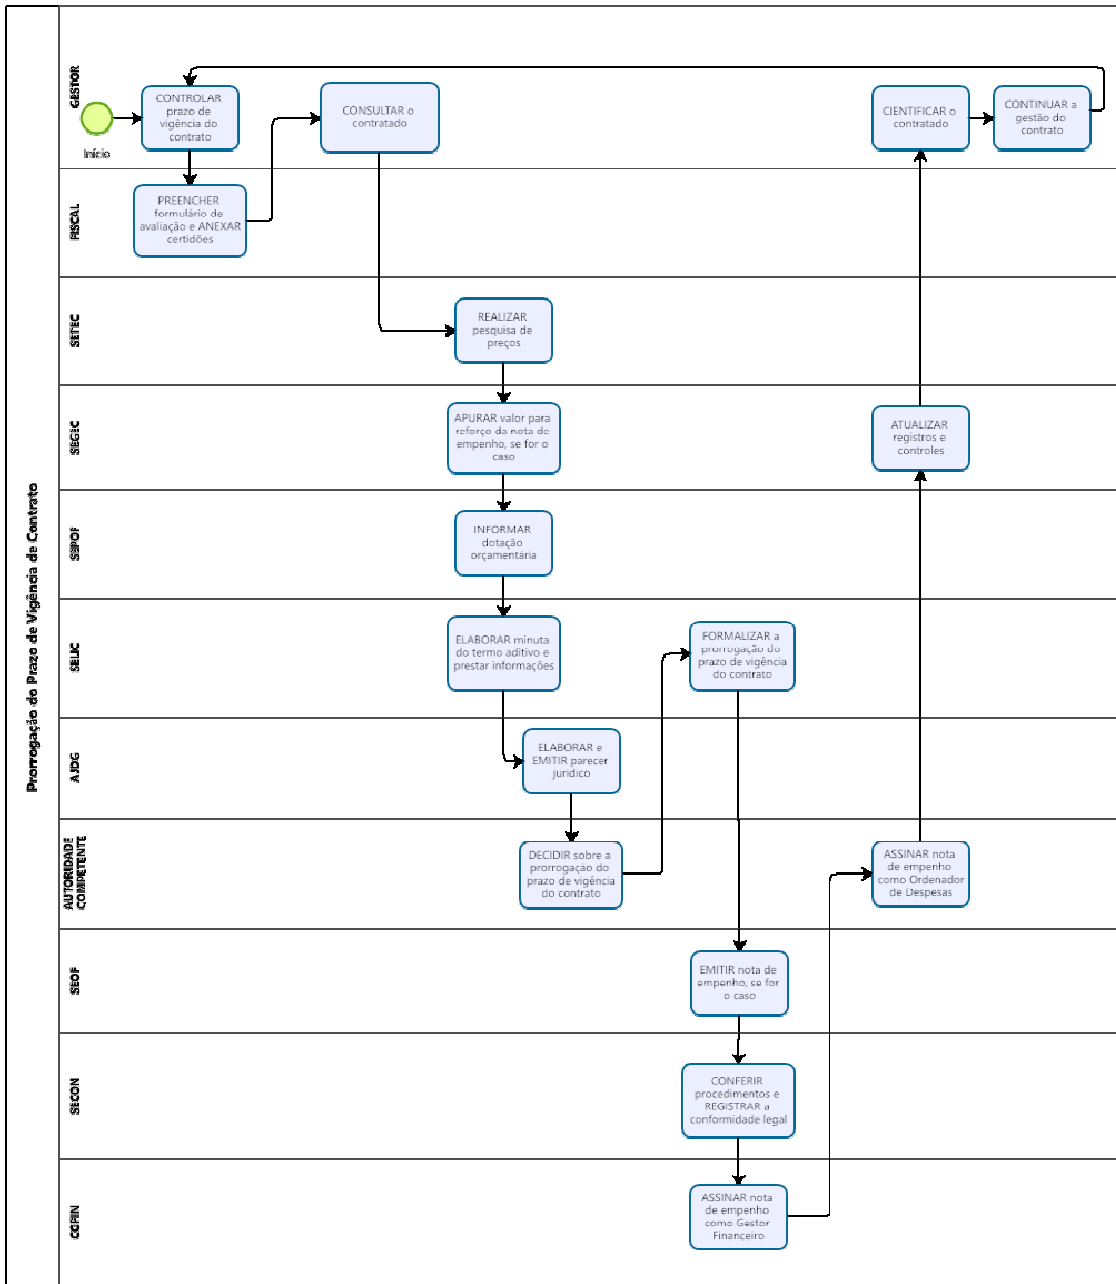 Prorrogação do Prazo de Vigência de Contrato
GESTOR
Início
CONTROLAR
prazo de
vigência do
contrato
CONSULTAR o
contratado
CIENTIFICAR o
contratado
CONTINUAR a
gestão do
contrato
FISCAL
PREENCHER
formulário de
avaliação e ANEXAR
certidões
SETEC
REALIZAR
pesquisa de
preços
SEGEC
APURAR valor para
reforço da nota de
empenho, se for o
caso
ATUALIZAR
registros e
controles
SEPOF
INFORMAR
dotação
orçamentária
SELIC
ELABORAR minuta
do termo aditivo e
prestar informações
FORMALIZAR a
prorrogação do
prazo de vigência
do contrato
AJDG
ELABORAR e
EMITIR parecer
jurídico
AUTORIDADE
COMPETENTE
DECIDIR sobre a
prorrogação do
prazo de vigência
do contrato
ASSINAR nota
de empenho
como Ordenador
de Despesas
SEOF
EMITIR nota de
empenho, se for
o caso
SECON
CONFERIR
procedimentos e
REGISTRAR a
conformidade legal
COFIN
ASSINAR nota
de empenho
como Gestor
Financeiro